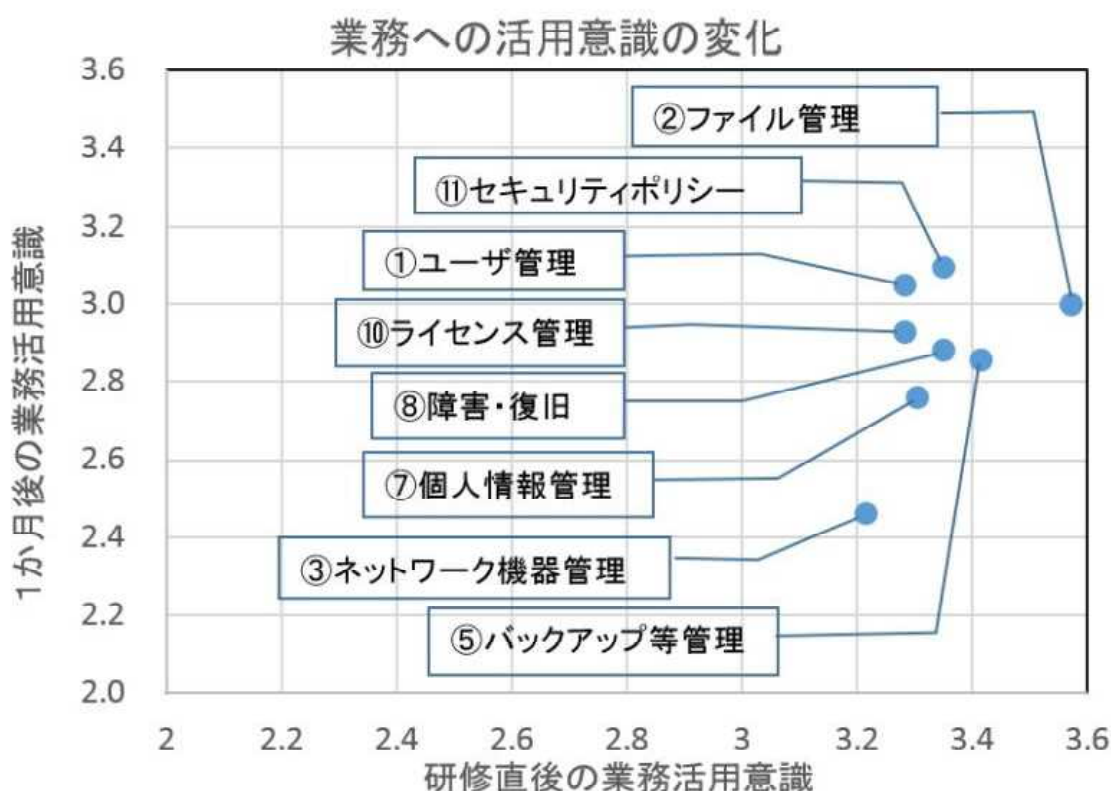 業務への活用意識の変化
3.6
3.4
3.2
3.0
2.8
2.6
2.4
2.2
2.0
1か月後の業務活用意識
②ファイル管理
⑪セキュリティポリシー
①ユーザ管理
⑩ライセンス管理
⑧障害・復旧
⑦個人情報管理
③ネットワーク機器管理
⑤バックアップ等管理
2 2.2 2.4 2.6 2.8 3 3.2 3.4 3.6
研修直後の業務活用意識